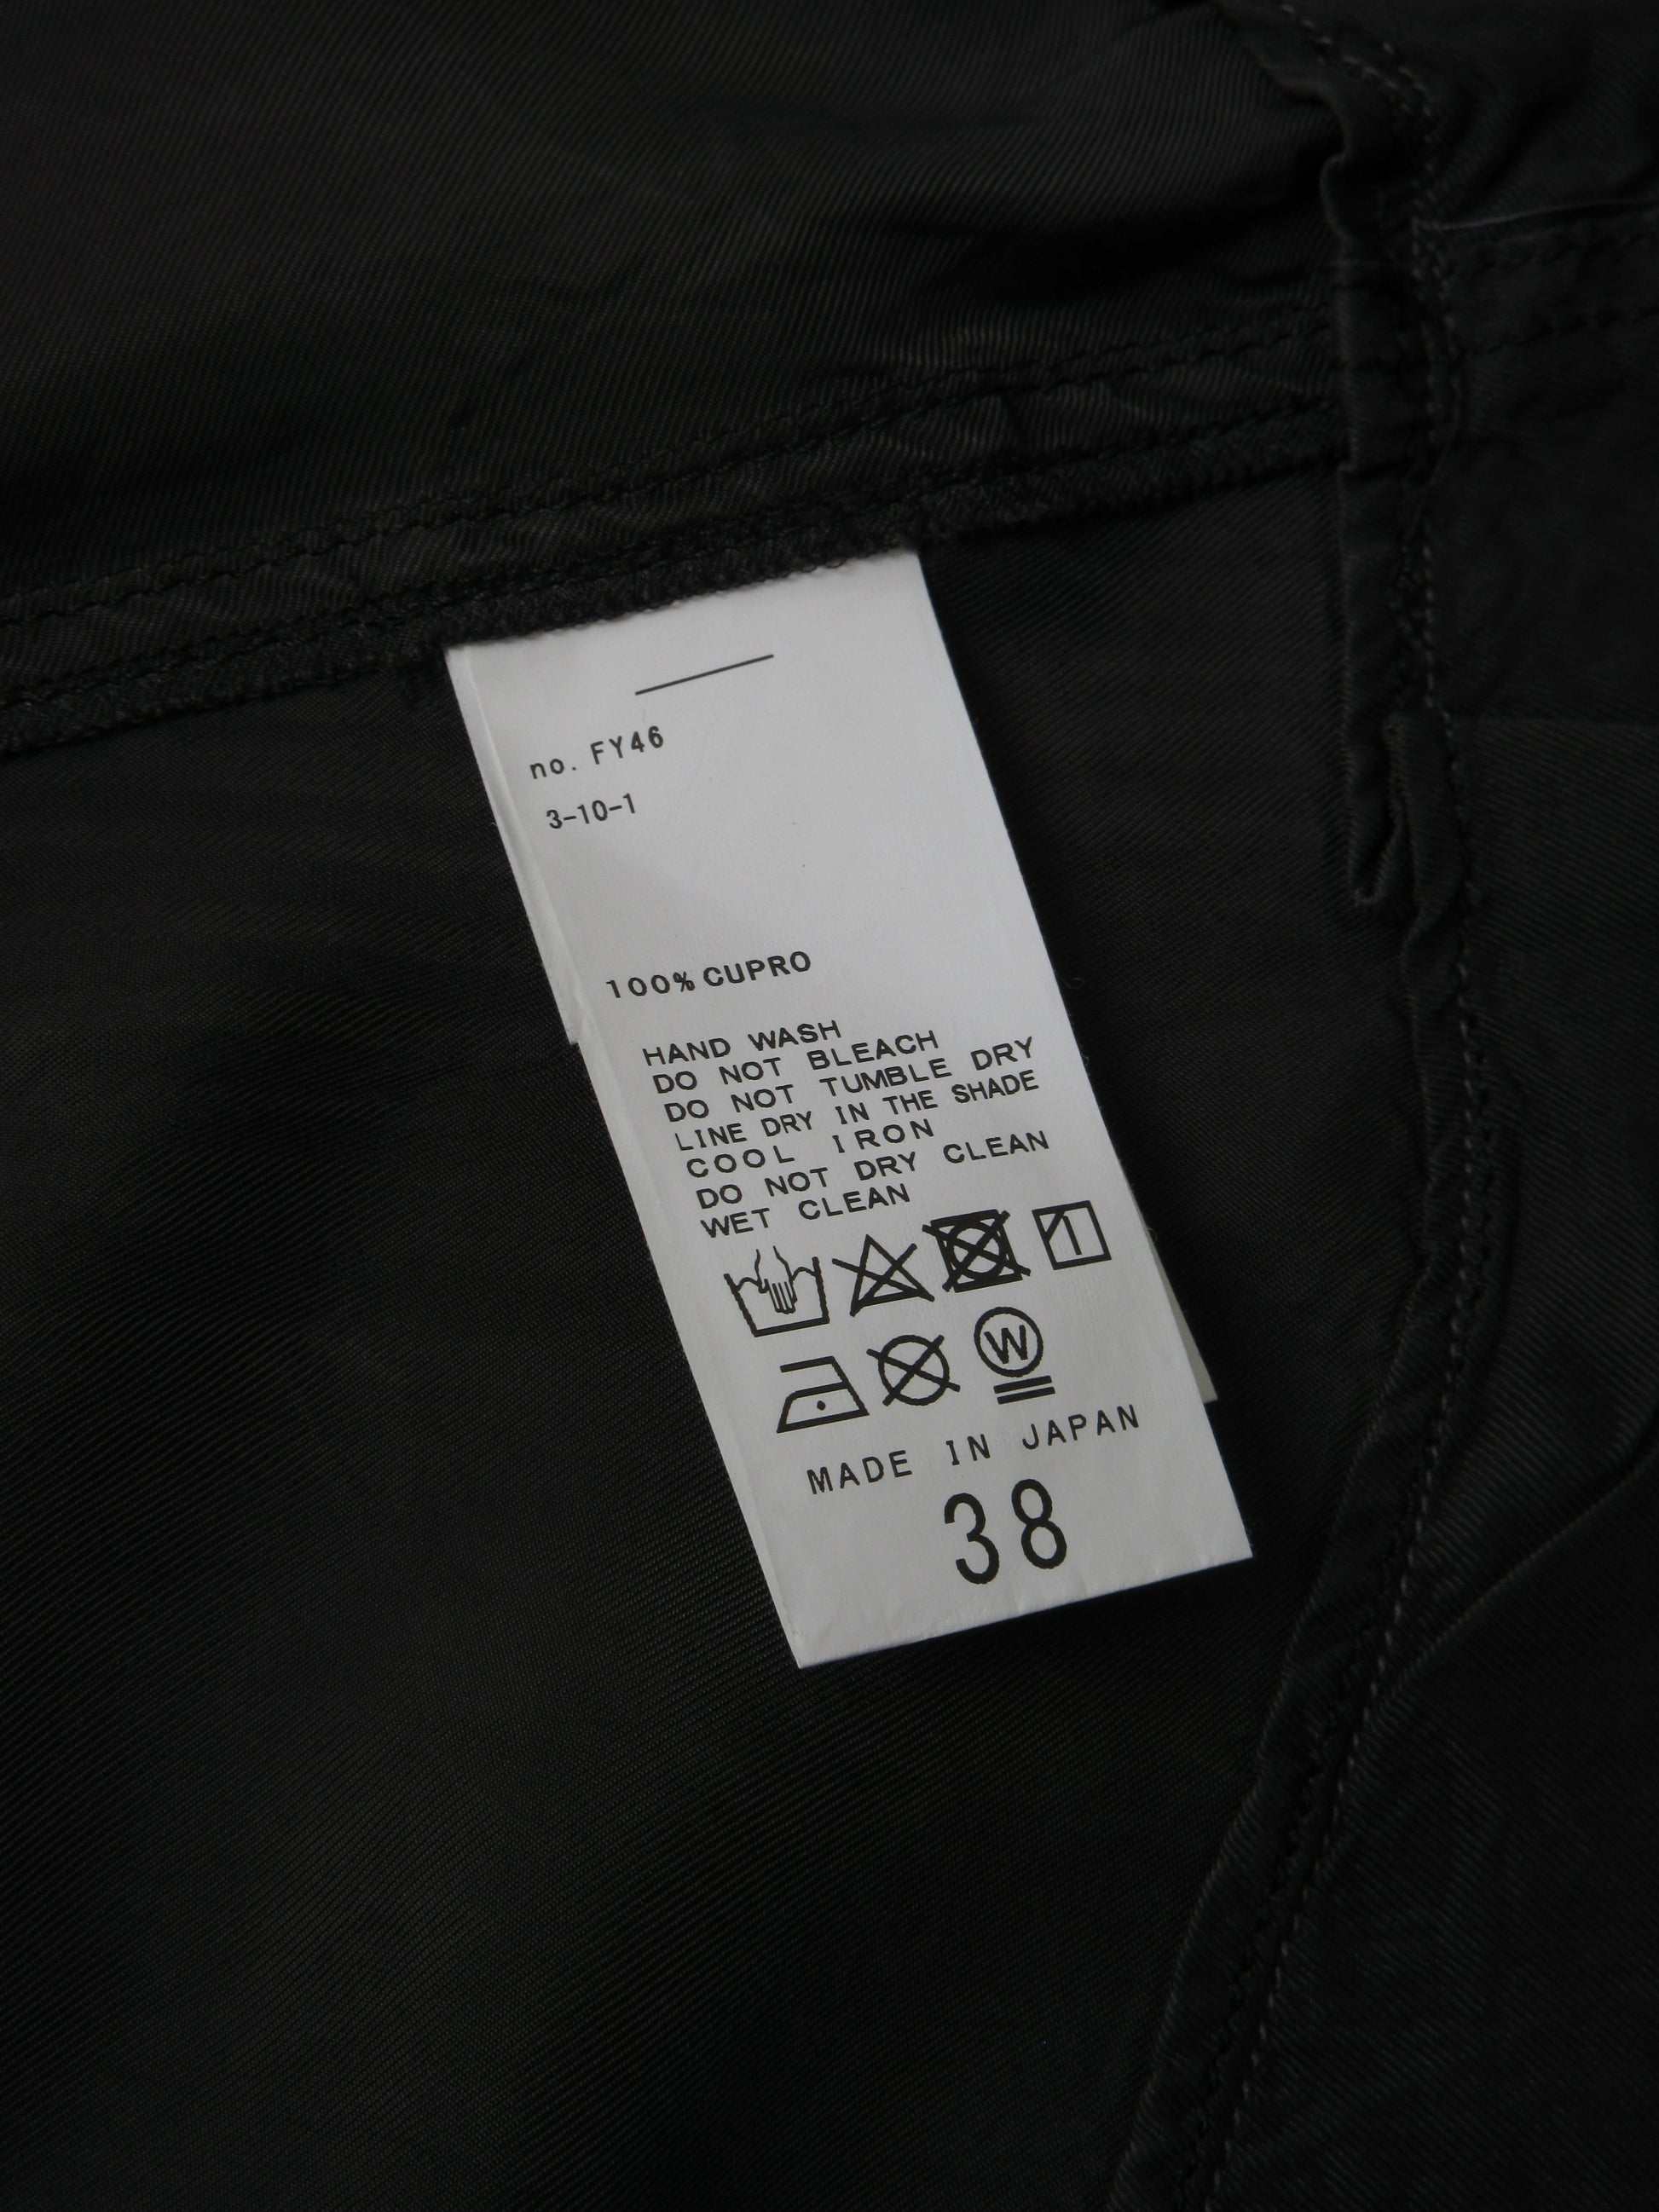 no. FY46
3-10-1
100% CUPRO
HAND WASH
DO NOT BLEACH
DO NOT TUMBLE DRY
LINE DRY IN THE SHADE
COOL IRON
DO NOT DRY CLEAN
WET CLEAN
W
MADE IN JAPAN
38